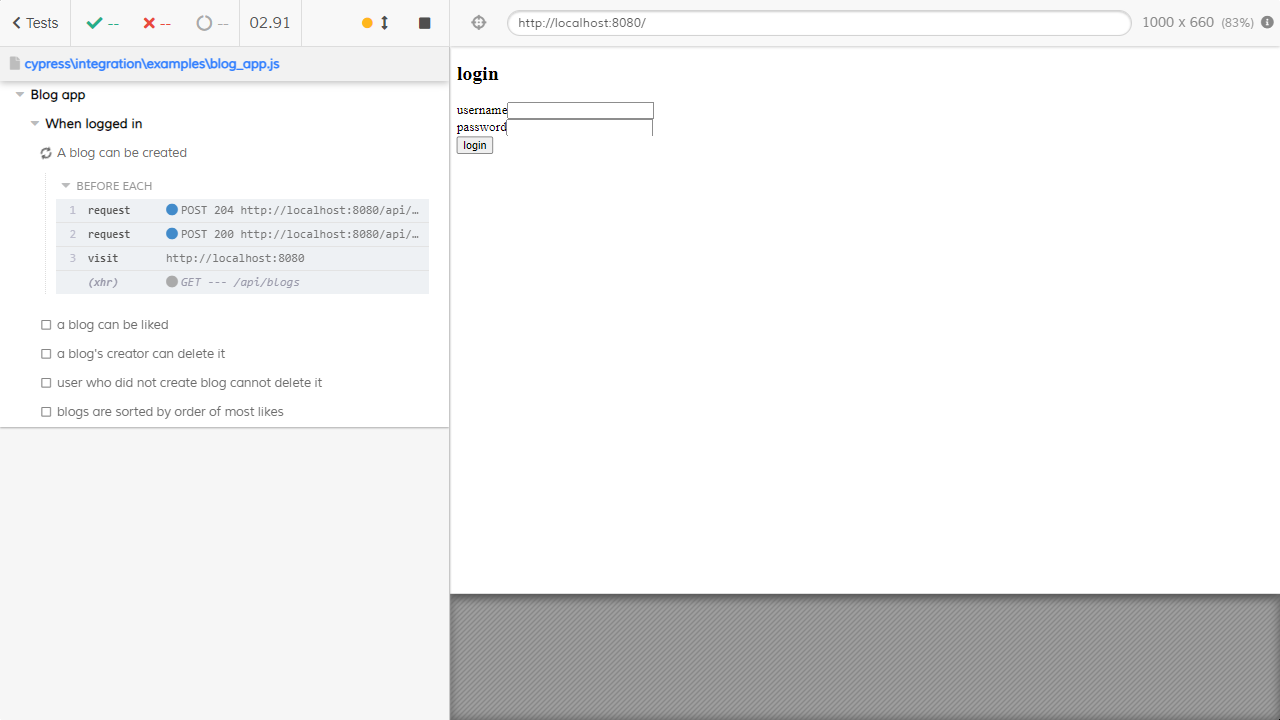 Tests -- -- -- 02.91
http://localhost:8080/ 1000 x 660 (83%)
cypress\integration\examples\blog_app.js
Blog app
When logged in
A blog can be created
BEFORE EACH
1 request POST 204 http://localhost:8080/api/…
2 request POST 200 http://localhost:8080/api/…
3 visit http://localhost:8080
(xhr) GET --- /api/blogs
a blog can be liked
a blog's creator can delete it
user who did not create blog cannot delete it
blogs are sorted by order of most likes
login
username
password
login